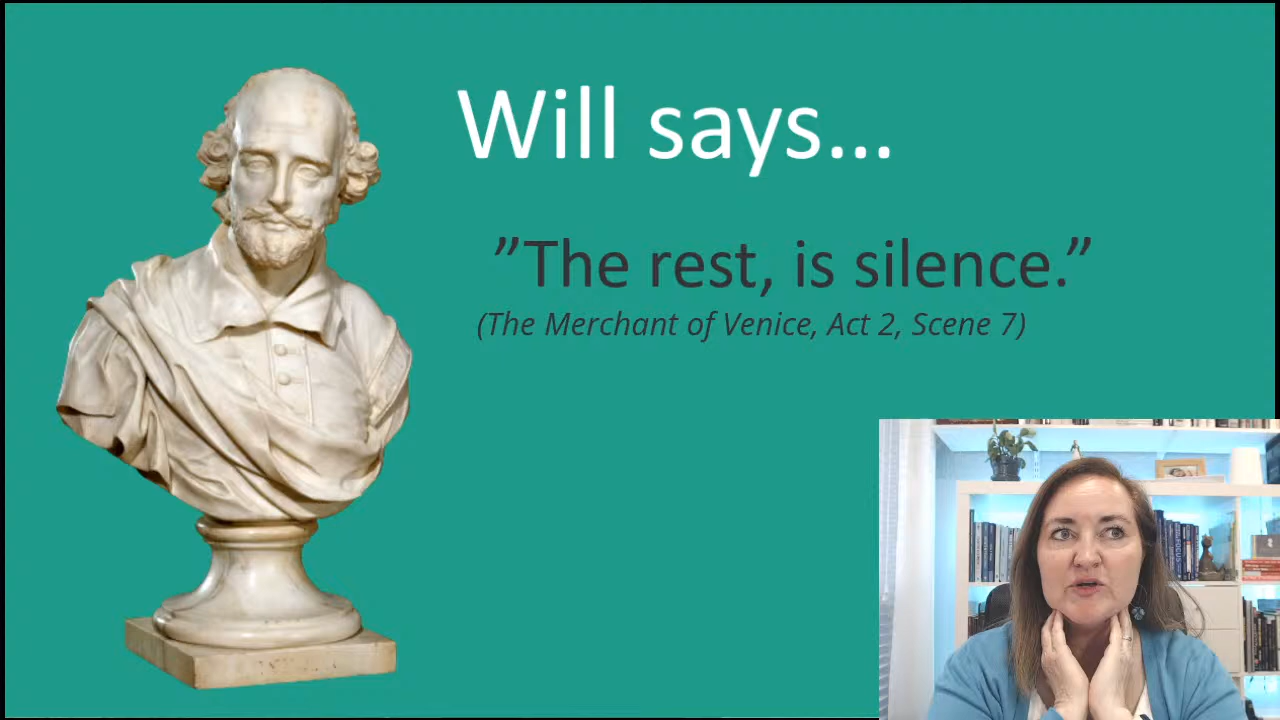 Will says...
”The rest, is silence.”
(The Merchant of Venice, Act 2, Scene 7)